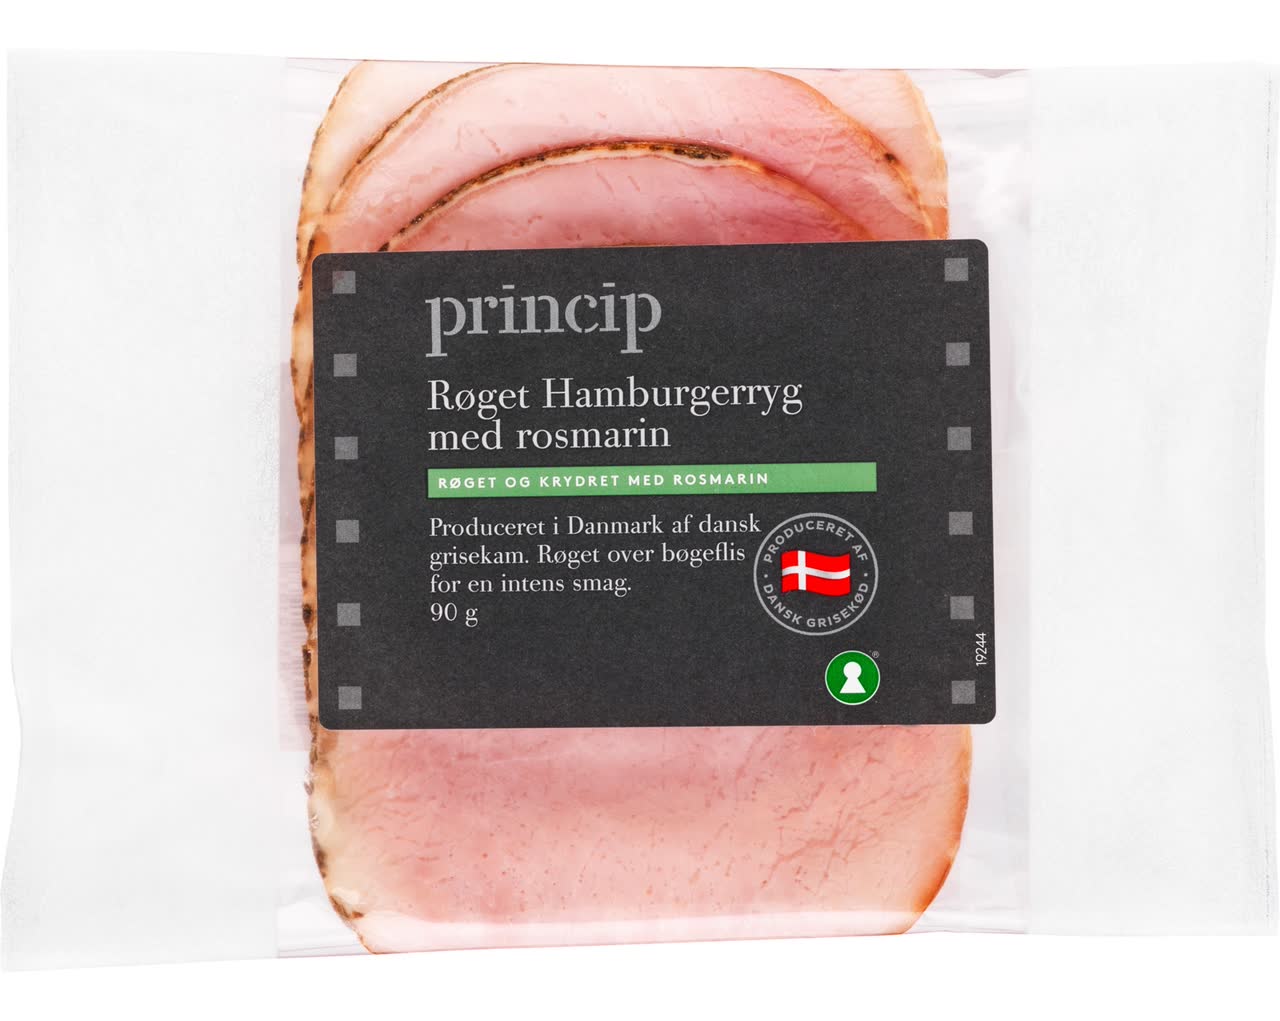 princip
Røget Hamburgerryg
med rosmarin
RØGET OG KRYDRET MED ROSMARIN
Produceret i Danmark af dansk
grisekam. Røget over bøgeflis
for en intens smag.
90 g
PRODUCERET AF
DANSK GRISEKØD
®
19244